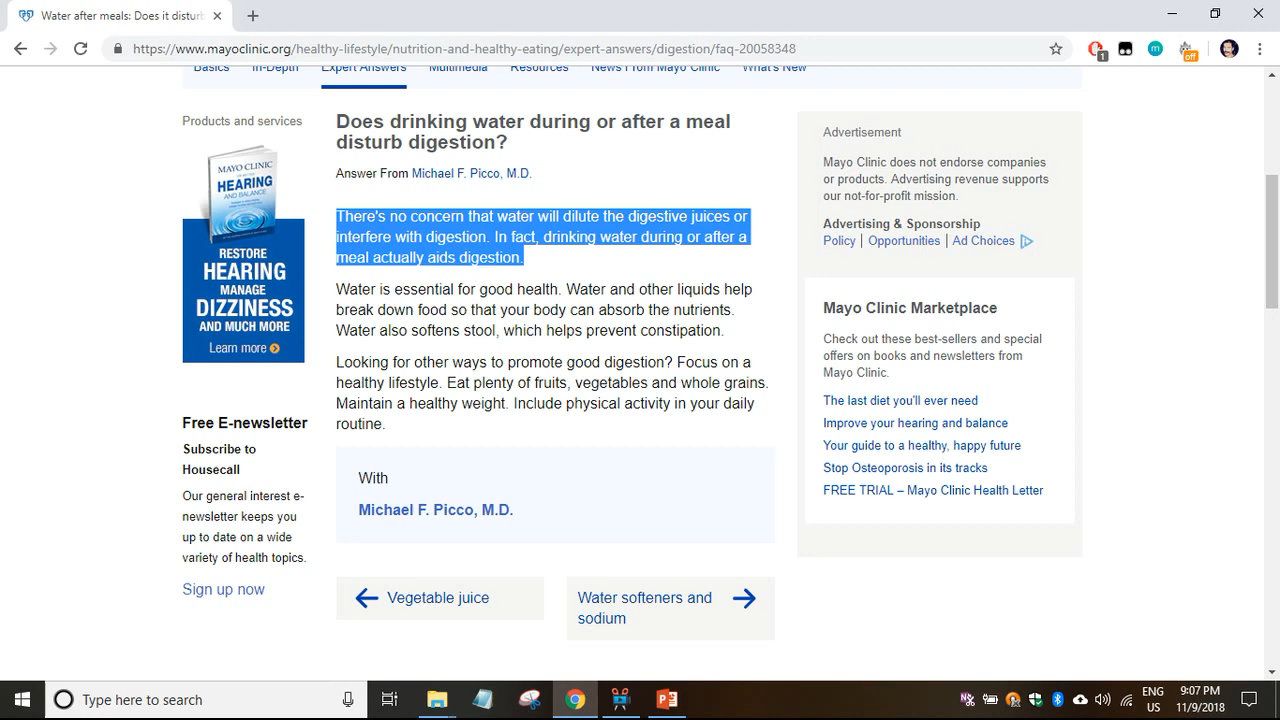 Water after meals: Does it disturb
https://www.mayoclinic.org/healthy-lifestyle/nutrition-and-healthy-eating/expert-answers/digestion/faq-20058348
1
off
Basics In-Depth Expert Answers Multimedia Resources News From Mayo Clinic What's New
Products and services
MAYO CLINIC
HEARING
AND BALANCE
RESTORE
HEARING
MANAGE
DIZZINESS
AND MUCH MORE
Learn more
Free E-newsletter
Subscribe to
Housecall
Our general interest e-
newsletter keeps you
up to date on a wide
variety of health topics.
Sign up now
Does drinking water during or after a meal
disturb digestion?
Answer From Michael F. Picco, M.D.
There's no concern that water will dilute the digestive juices or
interfere with digestion. In fact, drinking water during or after a
meal actually aids digestion.
Water is essential for good health. Water and other liquids help
break down food so that your body can absorb the nutrients.
Water also softens stool, which helps prevent constipation.
Looking for other ways to promote good digestion? Focus on a
healthy lifestyle. Eat plenty of fruits, vegetables and whole grains.
Maintain a healthy weight. Include physical activity in your daily
routine.
With
Michael F. Picco, M.D.
Vegetable juice
Water softeners and
sodium
Advertisement
Mayo Clinic does not endorse companies
or products. Advertising revenue supports
our not-for-profit mission.
Advertising & Sponsorship
Policy | Opportunities | Ad Choices
Mayo Clinic Marketplace
Check out these best-sellers and special
offers on books and newsletters from
Mayo Clinic.
The last diet you'll ever need
Improve your hearing and balance
Your guide to a healthy, happy future
Stop Osteoporosis in its tracks
FREE TRIAL – Mayo Clinic Health Letter
Type here to search
ENG
US
9:07 PM
11/9/2018